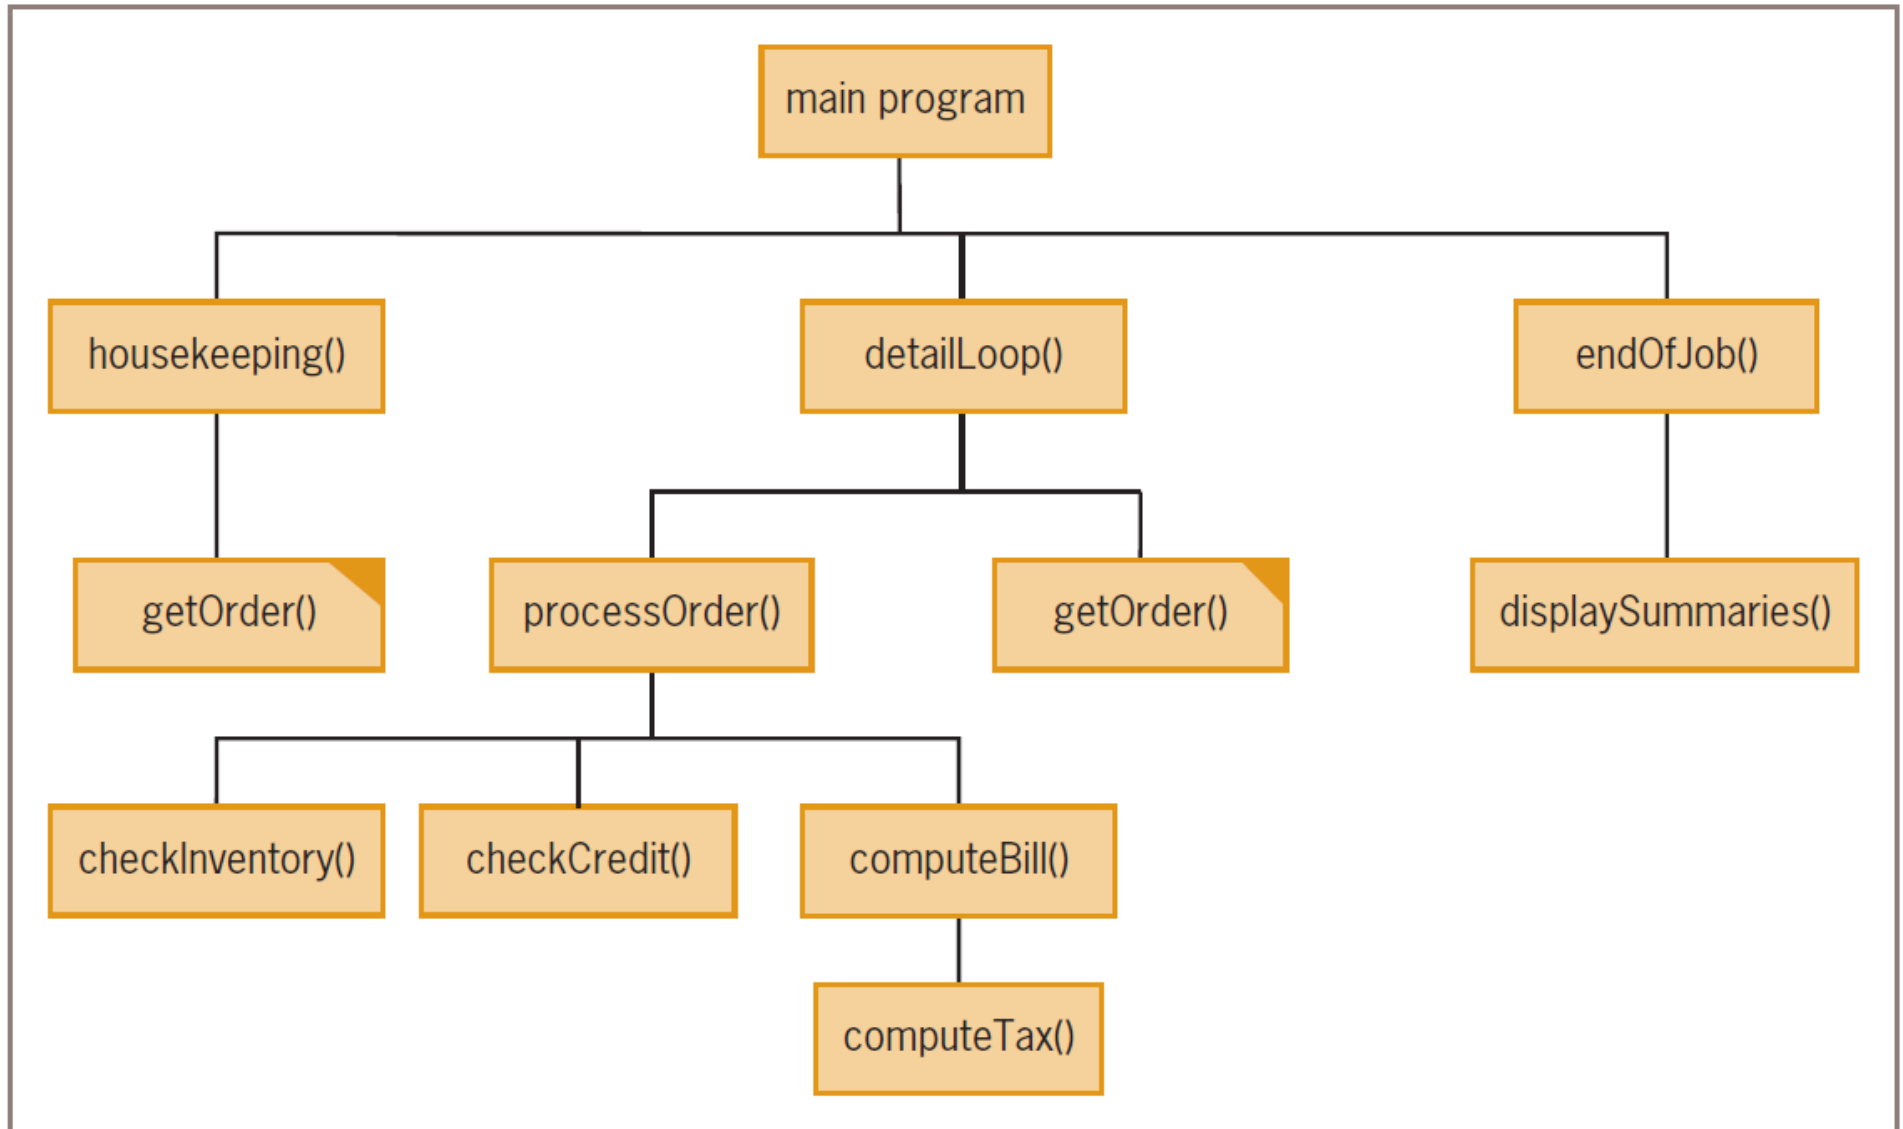 main program
housekeeping()
detailLoop()
endOfJob()
getOrder()
processOrder()
getOrder()
displaySummaries()
checkInventory()
checkCredit()
computeBill()
computeTax()